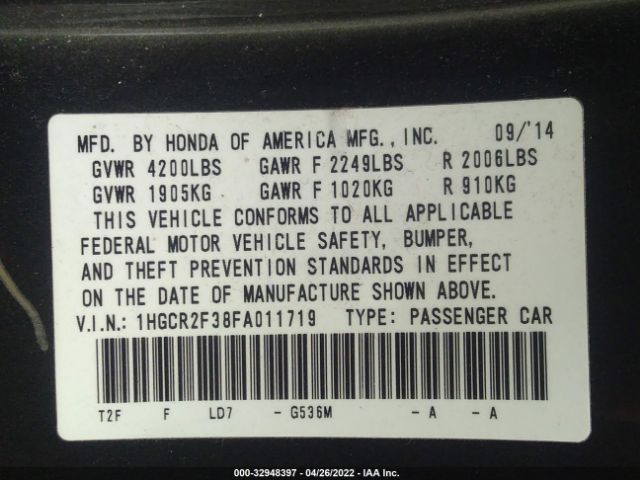 MFD. BY HONDA OF AMERICA MFG., INC. 09/'14
GVWR 4200LBS GAWR F 2249LBS R 2006LBS
GVWR 1905KG GAWR F 1020KG R 910KG
THIS VEHICLE CONFORMS TO ALL APPLICABLE
FEDERAL MOTOR VEHICLE SAFETY, BUMPER,
AND THEFT PREVENTION STANDARDS IN EFFECT
ON THE DATE OF MANUFACTURE SHOWN ABOVE.
V.I.N.: 1HGCR2F38FA011719 TYPE: PASSENGER CAR
T2F F LD7 - G536M - A - A
000-32948397 - 04/26/2022 - IAA Inc.